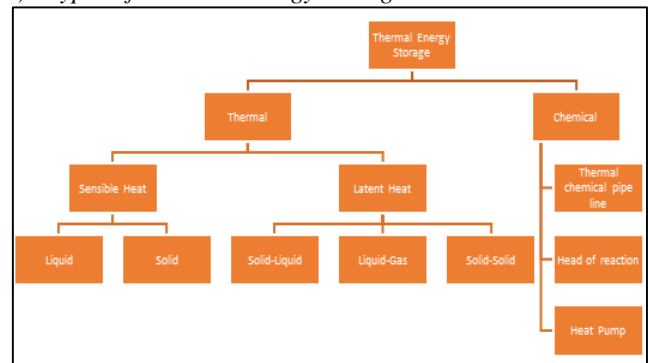 Thermal Energy
Storage
Thermal
Chemical
Sensible Heat
Latent Heat
Thermal
chemical pipe
line
Liquid
Solid
Solid-Liquid
Liquid-Gas
Solid-Solid
Head of reaction
Heat Pump